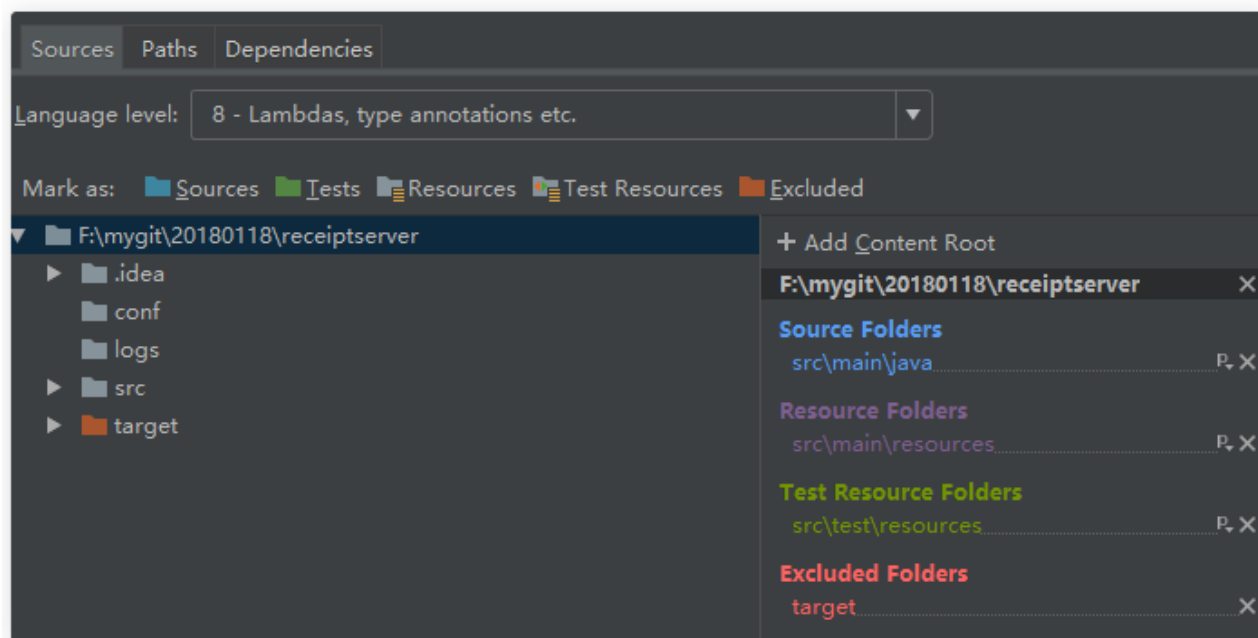 Sources Paths Dependencies
Language level: 8 - Lambdas, type annotations etc.
Mark as: Sources Tests Resources Test Resources Excluded
F:\mygit\20180118\receiptserver
.idea
conf
logs
src
target
+ Add Content Root
F:\mygit\20180118\receiptserver
Source Folders
src\main\java
Resource Folders
src\main\resources
Test Resource Folders
src\test\resources
Excluded Folders
target